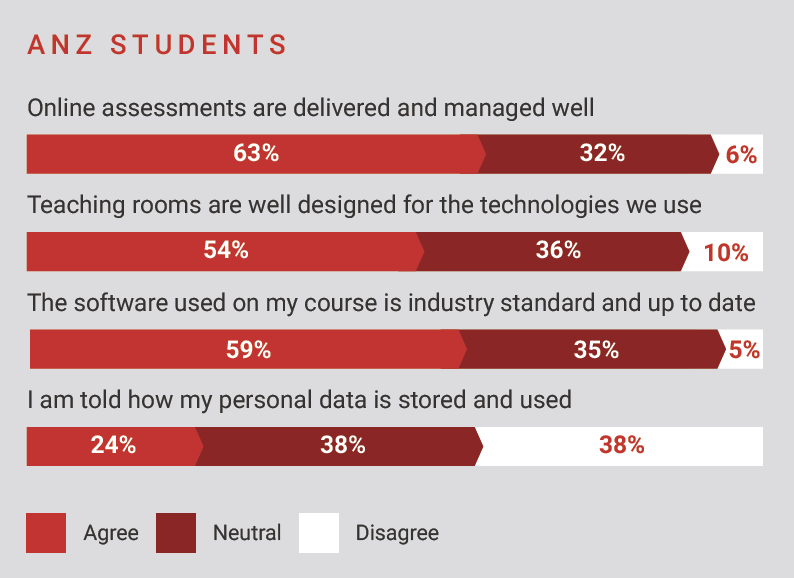 ANZ STUDENTS
Online assessments are delivered and managed well
63% 32% 6%
Teaching rooms are well designed for the technologies we use
54% 36% 10%
The software used on my course is industry standard and up to date
59% 35% 5%
I am told how my personal data is stored and used
24% 38% 38%
Agree Neutral Disagree